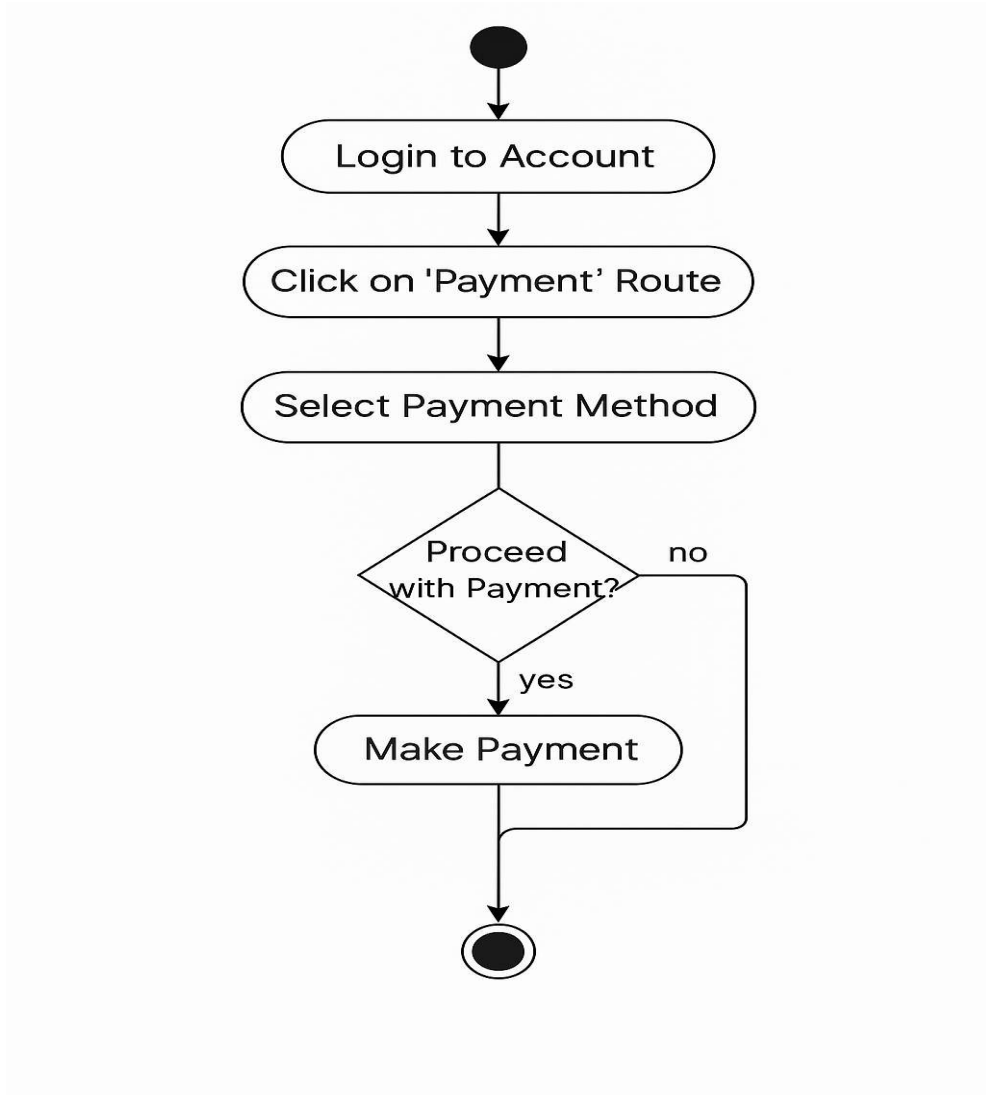 Login to Account
Click on 'Payment’ Route
Select Payment Method
Proceed
with Payment?
no
yes
Make Payment